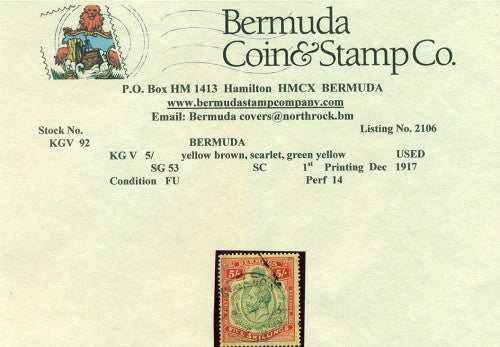 Bermuda
Coin & Stamp Co.
P.O. Box HM 1413 Hamilton HMCX BERMUDA
www.bermudastampcompany.com
Email: Bermuda covers@northrock.bm
Stock No. Listing No. 2106
KGV 92 BERMUDA
KG V 5/ yellow brown, scarlet, green yellow USED
SG 53 SC 1st Printing Dec 1917
Condition FU Perf 14
BERMUDA
5/- 5/-
FIVE SHILLINGS